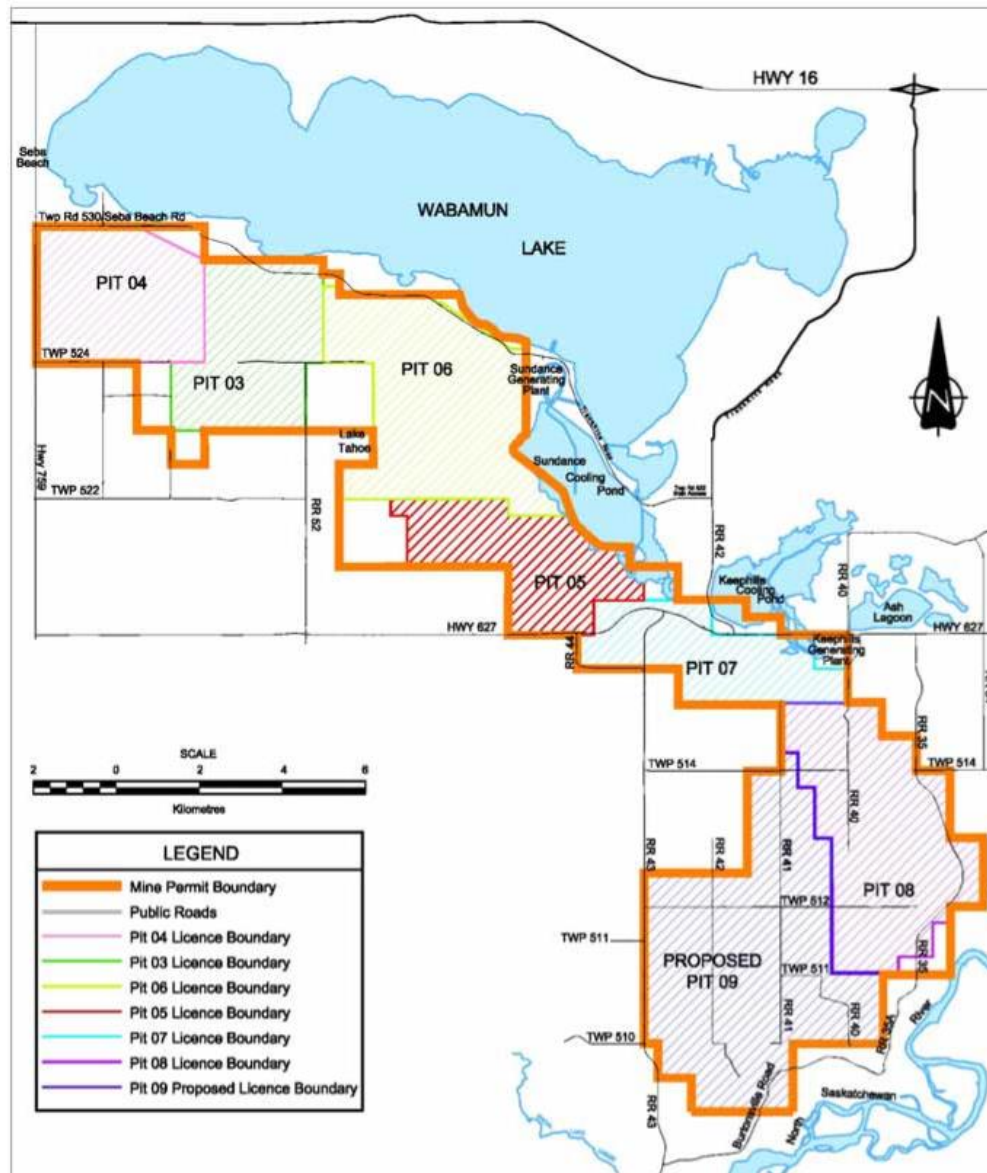 HWY 16
Seba
Beach
WABAMUN
LAKE
Twp Rd 530/Seba Beach Rd
PIT 04
TWP 524
PIT 03
PIT 06
Sundance
Generating
Plant
Lake
Tahoe
Hwy 759
TWP 522
RR 52
Sundance
Cooling
Pond
RR 42
N
PIT 05
Keephills
Cooling
Pond
RR 40
Ash
Lagoon
HWY 627
HWY 627
RR 44
Keephills
Generating
Plant
PIT 07
RR 35
SCALE
2 0 2 4 6
Kilometres
TWP 514
TWP 514
RR 40
RR 43
RR 42
RR 41
PIT 08
TWP 512
TWP 511
PROPOSED
PIT 09
TWP 511
RR 35
TWP 510
RR 41
RR 40
RR 35A
River
Burtonsville Road
Saskatchewan
North
RR 43
LEGEND
Mine Permit Boundary
Public Roads
Pit 04 Licence Boundary
Pit 03 Licence Boundary
Pit 06 Licence Boundary
Pit 05 Licence Boundary
Pit 07 Licence Boundary
Pit 08 Licence Boundary
Pit 09 Proposed Licence Boundary